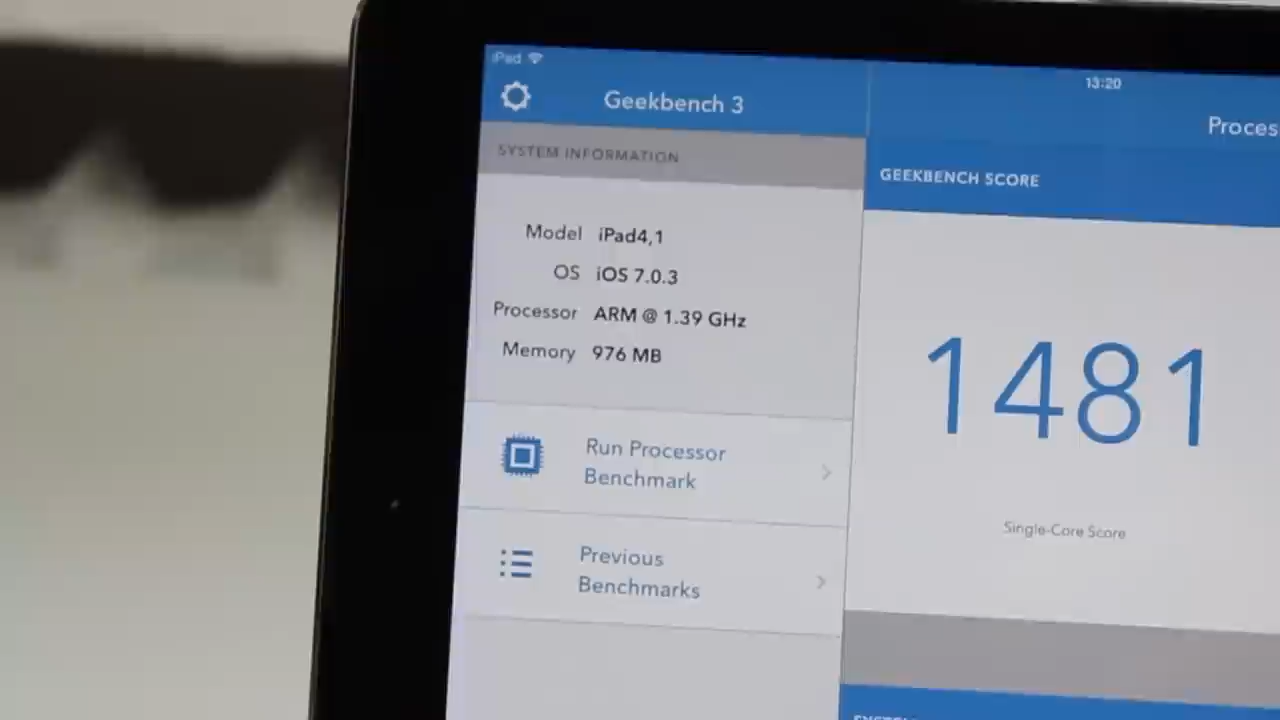 iPad
13:20
Geekbench 3
SYSTEM INFORMATION
Model iPad4,1
OS iOS 7.0.3
Processor ARM @ 1.39 GHz
Memory 976 MB
Run Processor
Benchmark
Previous
Benchmarks
Proces
GEEKBENCH SCORE
1481
Single-Core Score